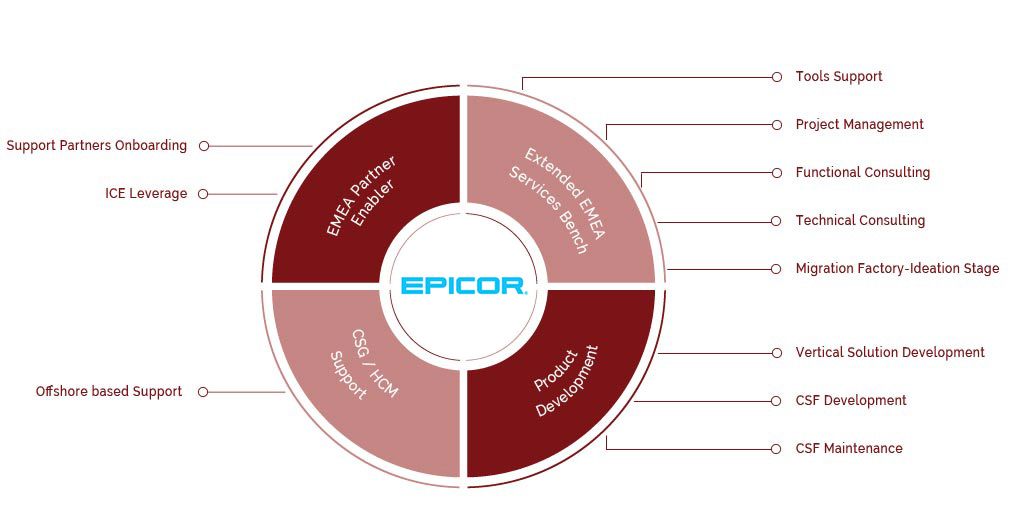 Support Partners Onboarding
ICE Leverage
Offshore based Support
EMEA Partner
Enabler
Extended EMEA
Services Bench
EPICOR.
CSG / HCM
Support
Product
Development
Tools Support
Project Management
Functional Consulting
Technical Consulting
Migration Factory-Ideation Stage
Vertical Solution Development
CSF Development
CSF Maintenance